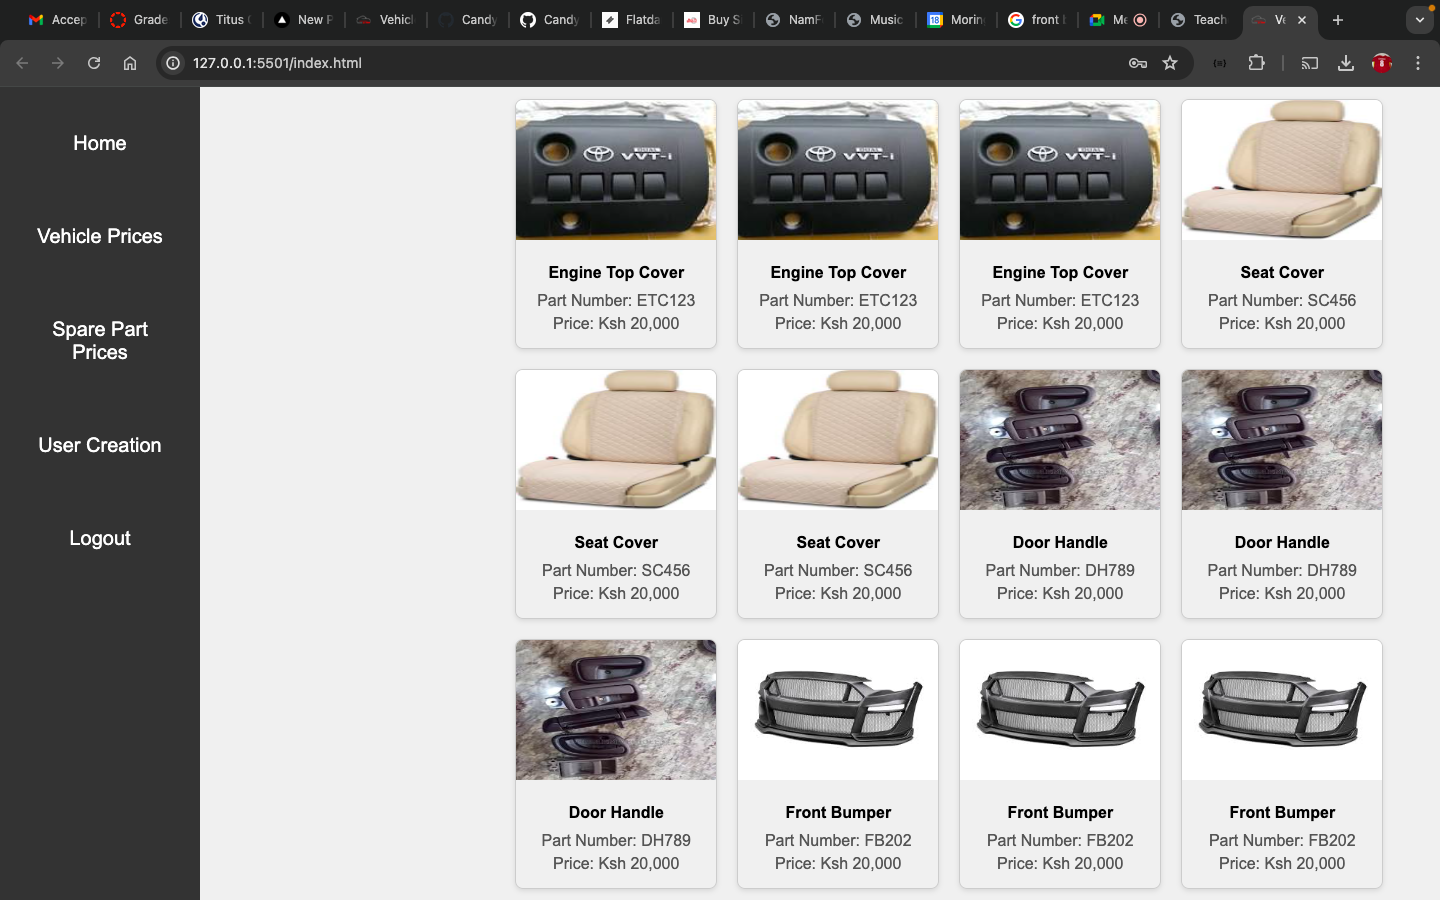 Accep
Grade
Titus
New P
Vehicl
Candy
Candy
Flatda
Buy S
NamF
Music
18
Morin
front
Me
Teach
Ve
127.0.0.1:5501/index.html
Home
Vehicle Prices
Spare Part
Prices
User Creation
Logout
DUAL
VVT-i
Engine Top Cover
Part Number: ETC123
Price: Ksh 20,000
DUAL
VVT-i
Engine Top Cover
Part Number: ETC123
Price: Ksh 20,000
DUAL
VVT-i
Engine Top Cover
Part Number: ETC123
Price: Ksh 20,000
Seat Cover
Part Number: SC456
Price: Ksh 20,000
Seat Cover
Part Number: SC456
Price: Ksh 20,000
Seat Cover
Part Number: SC456
Price: Ksh 20,000
Door Handle
Part Number: DH789
Price: Ksh 20,000
Door Handle
Part Number: DH789
Price: Ksh 20,000
Door Handle
Part Number: DH789
Price: Ksh 20,000
Front Bumper
Part Number: FB202
Price: Ksh 20,000
Front Bumper
Part Number: FB202
Price: Ksh 20,000
Front Bumper
Part Number: FB202
Price: Ksh 20,000